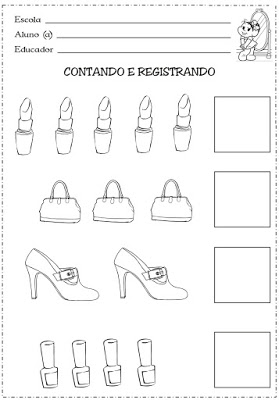 Escola
Aluno (a)
Educador
CONTANDO E REGISTRANDO